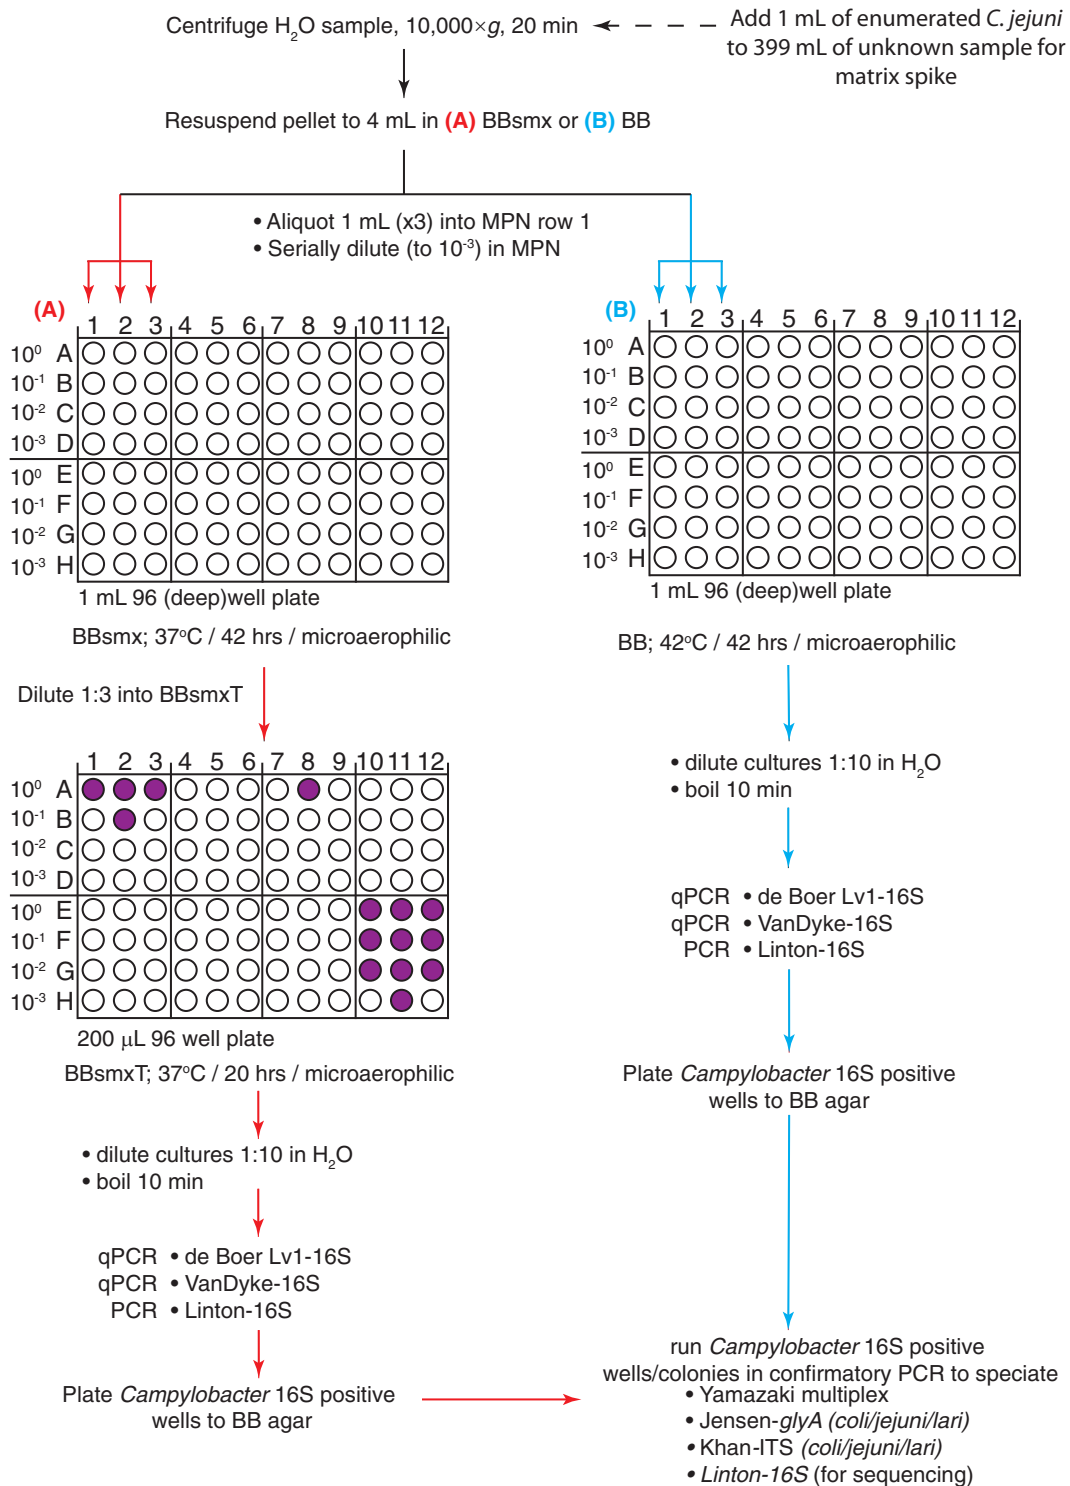 Centrifuge H2O sample, 10,000×g, 20 min
Add 1 mL of enumerated C. jejuni
to 399 mL of unknown sample for
matrix spike
Resuspend pellet to 4 mL in (A) BBsmx or (B) BB
• Aliquot 1 mL (x3) into MPN row 1
• Serially dilute (to 10-3) in MPN
(A)
1 2 3 4 5 6 7 8 9 10 11 12
100 A
10-1 B
10-2 C
10-3 D
100 E
10-1 F
10-2 G
10-3 H
1 mL 96 (deep)well plate
BBsmx; 37oC / 42 hrs / microaerophilic
(B)
1 2 3 4 5 6 7 8 9 10 11 12
100 A
10-1 B
10-2 C
10-3 D
100 E
10-1 F
10-2 G
10-3 H
1 mL 96 (deep)well plate
BB; 42oC / 42 hrs / microaerophilic
Dilute 1:3 into BBsmxT
1 2 3 4 5 6 7 8 9 10 11 12
100 A
10-1 B
10-2 C
10-3 D
100 E
10-1 F
10-2 G
10-3 H
200 µL 96 well plate
BBsmxT; 37oC / 20 hrs / microaerophilic
• dilute cultures 1:10 in H2O
• boil 10 min
qPCR • de Boer Lv1-16S
qPCR • VanDyke-16S
PCR • Linton-16S
Plate Campylobacter 16S positive
wells to BB agar
• dilute cultures 1:10 in H2O
• boil 10 min
qPCR • de Boer Lv1-16S
qPCR • VanDyke-16S
PCR • Linton-16S
Plate Campylobacter 16S positive
wells to BB agar
run Campylobacter 16S positive
wells/colonies in confirmatory PCR to speciate
• Yamazaki multiplex
• Jensen-glyA (coli/jejuni/lari)
• Khan-ITS (coli/jejuni/lari)
• Linton-16S (for sequencing)